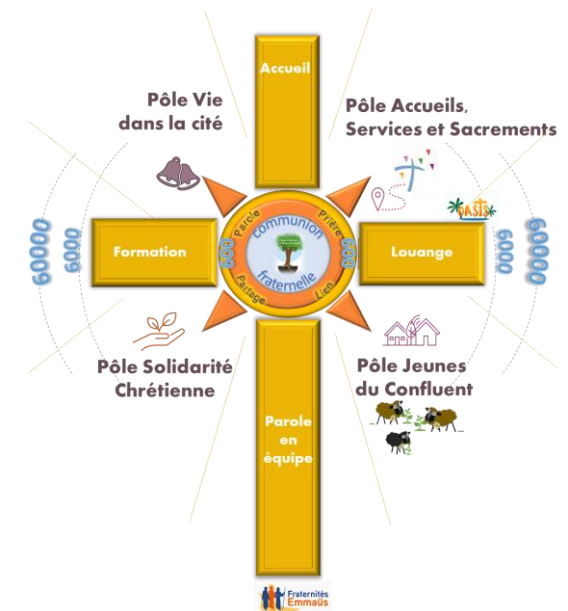 Accueil
Pôle Vie
dans la cité
Pôle Accueils,
Services et Sacrements
OASIS
60000
6000
Formation
600
Parole
Prière
communion
fraternelle
Partage
Lien
600
Louange
6000
60000
Pôle Solidarité
Chrétienne
Pôle Jeunes
du Confluent
Parole
en
équipe
Fraternités
Emmaüs